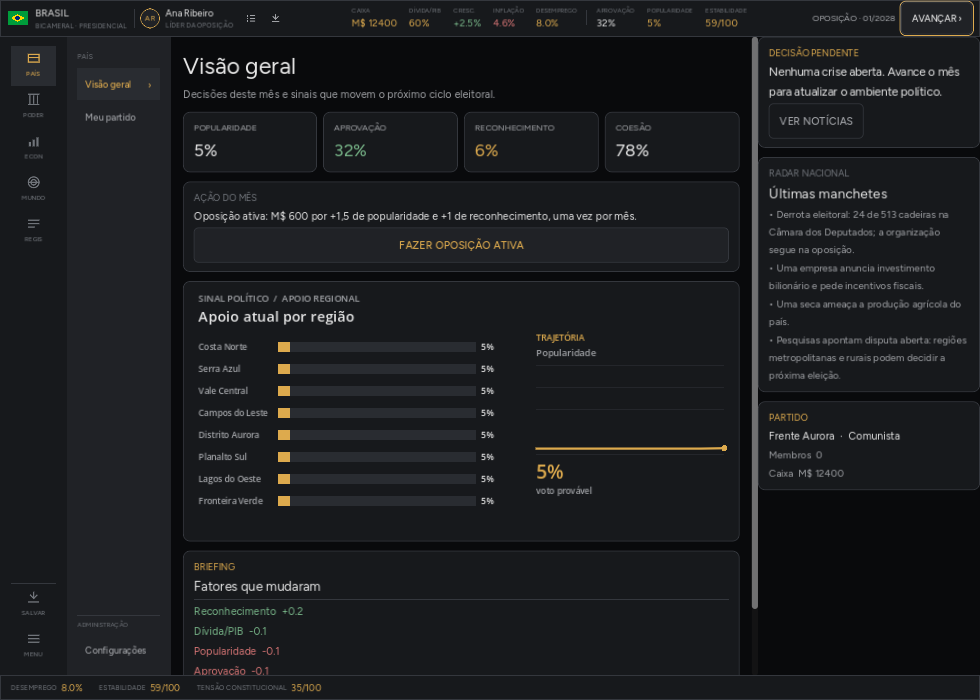 BRASIL
BICAMERAL PRESIDENCIAL
AR
Ana Ribeiro
LÍDER DA OPOSIÇÃO
CAIXA
M$ 12400
DÍVIDA/PIB
60%
CRESC.
+2.5%
INFLAÇÃO
4.6%
DESEMPREGO
8.0%
APROVAÇÃO
32%
POPULARIDADE
5%
ESTABILIDADE
59/100
OPOSIÇÃO · 01/2028
AVANÇAR ›
PAÍS
PODER
ECON
MUNDO
REGIS
SALVAR
MENU
PAÍS
Visão geral ›
Meu partido
ADMINISTRAÇÃO
Configurações
Visão geral
Decisões deste mês e sinais que movem o próximo ciclo eleitoral.
POPULARIDADE
5%
APROVAÇÃO
32%
RECONHECIMENTO
6%
COESÃO
78%
AÇÃO DO MÊS
Oposição ativa: M$ 600 por +1,5 de popularidade e +1 de reconhecimento, uma vez por mês.
FAZER OPOSIÇÃO ATIVA
SINAL POLÍTICO / APOIO REGIONAL
Apoio atual por região
Costa Norte 5%
Serra Azul 5%
Vale Central 5%
Campos do Leste 5%
Distrito Aurora 5%
Planalto Sul 5%
Lagos do Oeste 5%
Fronteira Verde 5%
TRAJETÓRIA
Popularidade
5%
voto provável
BRIEFING
Fatores que mudaram
Reconhecimento +0.2
Dívida/PIB -0.1
Popularidade -0.1
Aprovação -0.1
DECISÃO PENDENTE
Nenhuma crise aberta. Avance o mês
para atualizar o ambiente político.
VER NOTÍCIAS
RADAR NACIONAL
Últimas manchetes
• Derrota eleitoral: 24 de 513 cadeiras na
Câmara dos Deputados; a organização
segue na oposição.
• Uma empresa anuncia investimento
bilionário e pede incentivos fiscais.
• Uma seca ameaça a produção agrícola do
país.
• Pesquisas apontam disputa aberta: regiões
metropolitanas e rurais podem decidir a
próxima eleição.
PARTIDO
Frente Aurora · Comunista
Membros 0
Caixa M$ 12400
DESEMPREGO 8.0% ESTABILIDADE 59/100 TENSÃO CONSTITUCIONAL 35/100